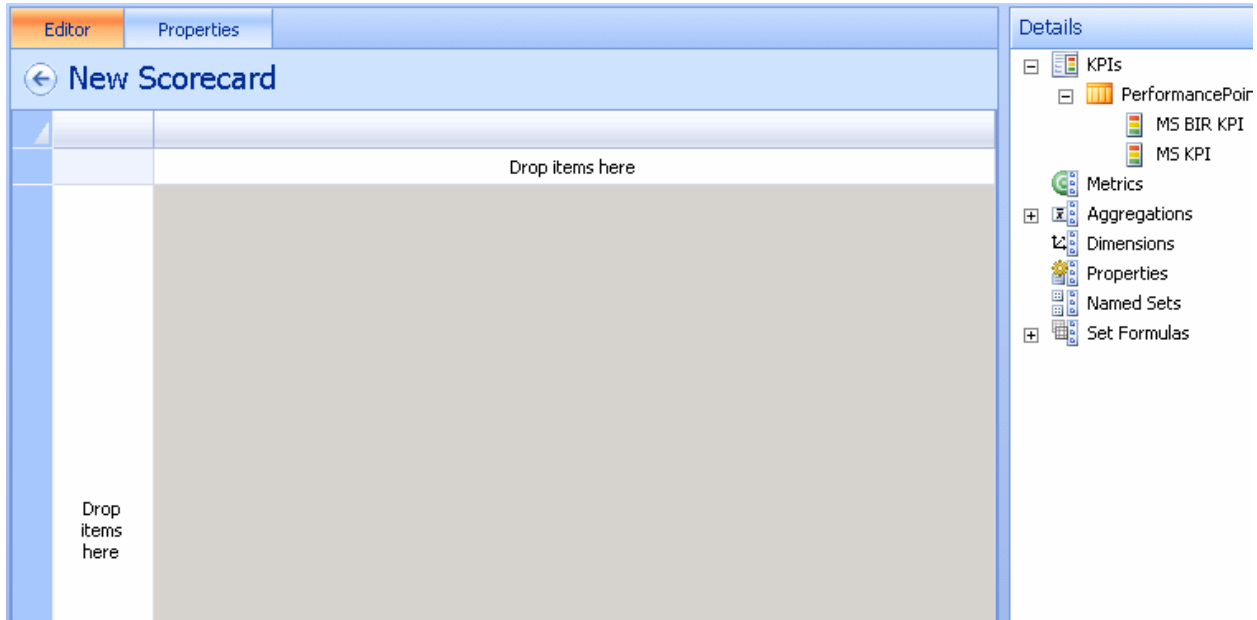 Editor
Properties
New Scorecard
Drop items here
Drop
items
here
Details
KPIs
MS BIR KPI
MS KPI
Metrics
Aggregations
Dimensions
Properties
Named Sets
Set Formulas